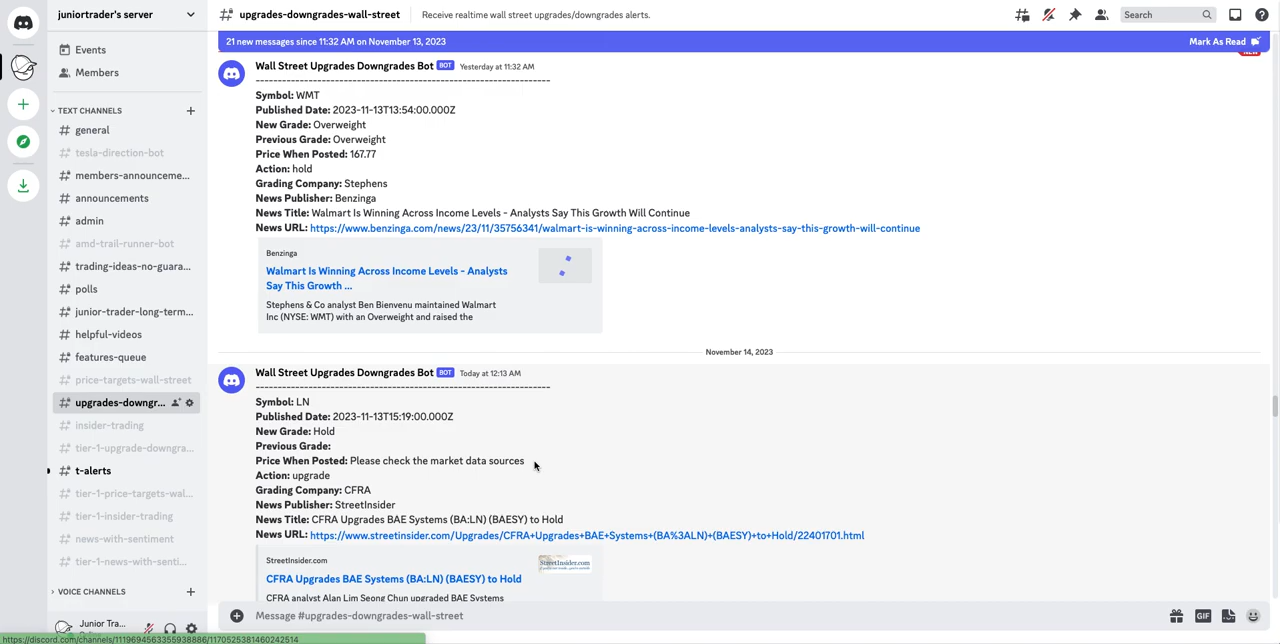 juniortrader's server
upgrades-downgrades-wall-street
Receive realtime wall street upgrades/downgrades alerts.
Search
Events
Members
TEXT CHANNELS
general
tesla-direction-bot
members-announceme...
announcements
admin
amd-trail-runner-bot
trading-ideas-no-guara...
polls
junior-trader-long-term...
helpful-videos
features-queue
price-targets-wall-street
upgrades-downgr...
insider-trading
tier-1-upgrade-downgra...
t-alerts
tier-1-price-targets-wal...
tier-1-insider-trading
news-with-sentiment
tier-1-news-with-senti...
VOICE CHANNELS
Junior Tra...
https://discord.com/channels/1119694563355938886/1170525381460242514
21 new messages since 11:32 AM on November 13, 2023
Mark As Read
NEW
Wall Street Upgrades Downgrades Bot BOT Yesterday at 11:32 AM
--------------------------------------------------------------------
Symbol: WMT
Published Date: 2023-11-13T13:54:00.000Z
New Grade: Overweight
Previous Grade: Overweight
Price When Posted: 167.77
Action: hold
Grading Company: Stephens
News Publisher: Benzinga
News Title: Walmart Is Winning Across Income Levels - Analysts Say This Growth Will Continue
News URL: https://www.benzinga.com/news/23/11/35756341/walmart-is-winning-across-income-levels-analysts-say-this-growth-will-continue
Benzinga
Walmart Is Winning Across Income Levels - Analysts
Say This Growth ...
Stephens & Co analyst Ben Bienvenu maintained Walmart
Inc (NYSE: WMT) with an Overweight and raised the
November 14, 2023
Wall Street Upgrades Downgrades Bot BOT Today at 12:13 AM
--------------------------------------------------------------------
Symbol: LN
Published Date: 2023-11-13T15:19:00.000Z
New Grade: Hold
Previous Grade:
Price When Posted: Please check the market data sources
Action: upgrade
Grading Company: CFRA
News Publisher: StreetInsider
News Title: CFRA Upgrades BAE Systems (BA:LN) (BAESY) to Hold
News URL: https://www.streetinsider.com/Upgrades/CFRA+Upgrades+BAE+Systems+(BA%3ALN)+(BAESY)+to+Hold/22401701.html
StreetInsider.com
StreetInsider.com
CFRA Upgrades BAE Systems (BA:LN) (BAESY) to Hold
CFRA analyst Alan Lim Seong Chun upgraded BAE Systems
Message #upgrades-downgrades-wall-street
GIF